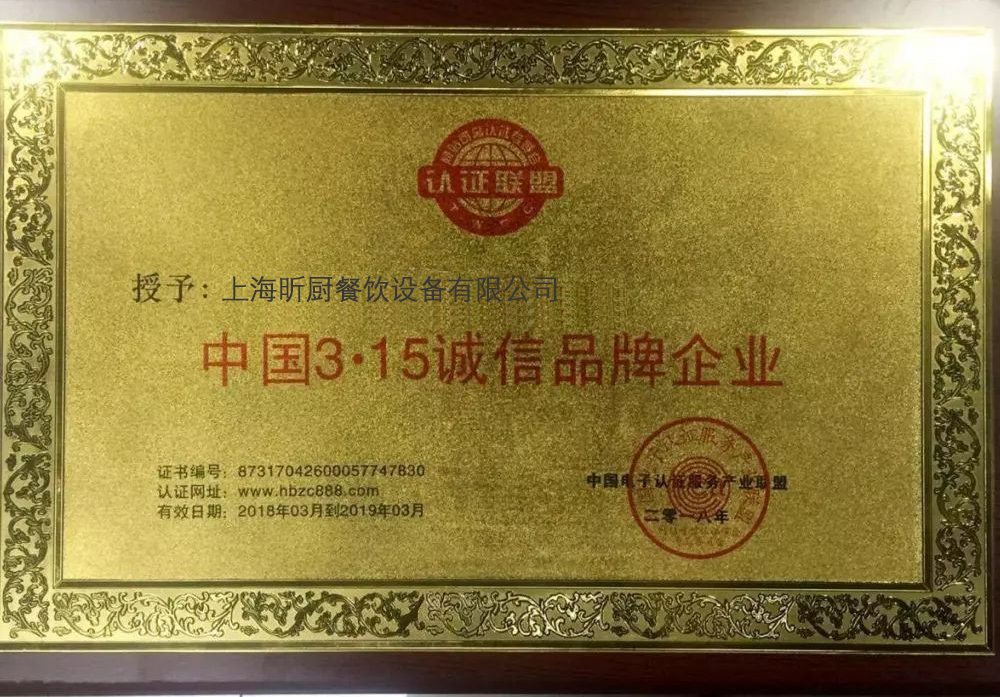 认证联盟
授予：上海昕厨餐饮设备有限公司
中国3·15诚信品牌企业
证书编号：87317042600057747830
认证网址：www.hbzc888.com
有效日期：2018年03月到2019年03月
中国电子认证服务产业联盟
二零一八年